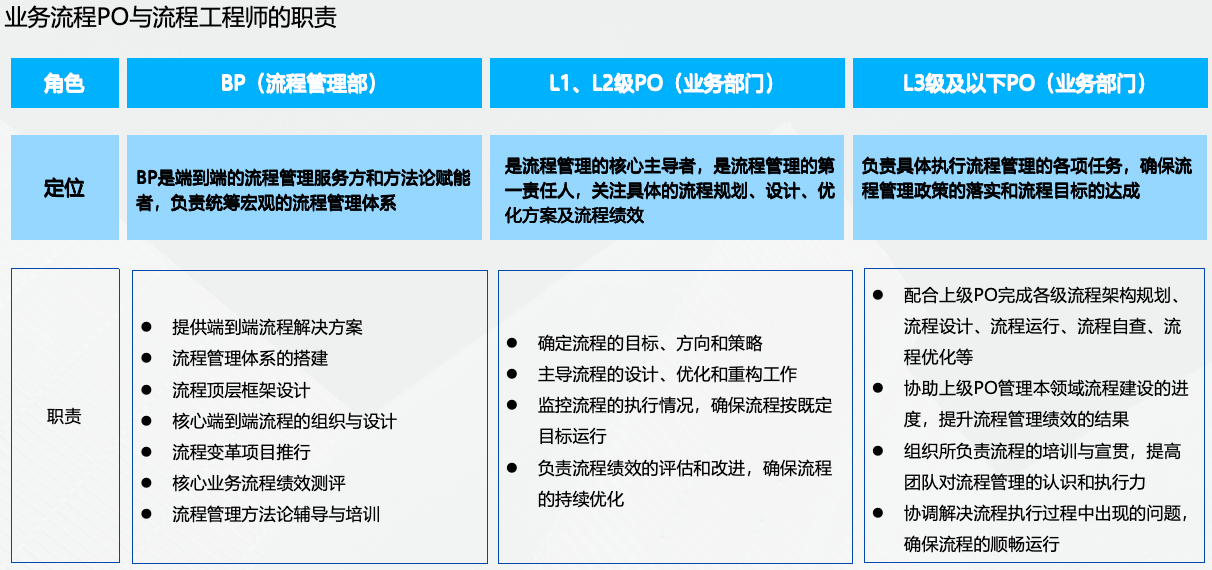 业务流程PO与流程工程师的职责
角色
BP（流程管理部）
L1、L2级PO（业务部门）
L3级及以下PO（业务部门）
定位
BP是端到端的流程管理服务方和方法论赋能
者，负责统筹宏观的流程管理体系
是流程管理的核心主导者，是流程管理的第
一责任人，关注具体的流程规划、设计、优
化方案及流程绩效
负责具体执行流程管理的各项任务，确保流
程管理政策的落实和流程目标的达成
职责
● 提供端到端流程解决方案
● 流程管理体系的搭建
● 流程顶层框架设计
● 核心端到端流程的组织与设计
● 流程变革项目推行
● 核心业务流程绩效测评
● 流程管理方法论辅导与培训
● 确定流程的目标、方向和策略
● 主导流程的设计、优化和重构工作
● 监控流程的执行情况，确保流程按既定
目标运行
● 负责流程绩效的评估和改进，确保流程
的持续优化
● 配合上级PO完成各级流程架构规划、
流程设计、流程运行、流程自查、流
程优化等
● 协助上级PO管理本领域流程建设的进
度，提升流程管理绩效的结果
● 组织所负责流程的培训与宣贯，提高
团队对流程管理的认识和执行力
● 协调解决流程执行过程中出现的问题，
确保流程的顺畅运行